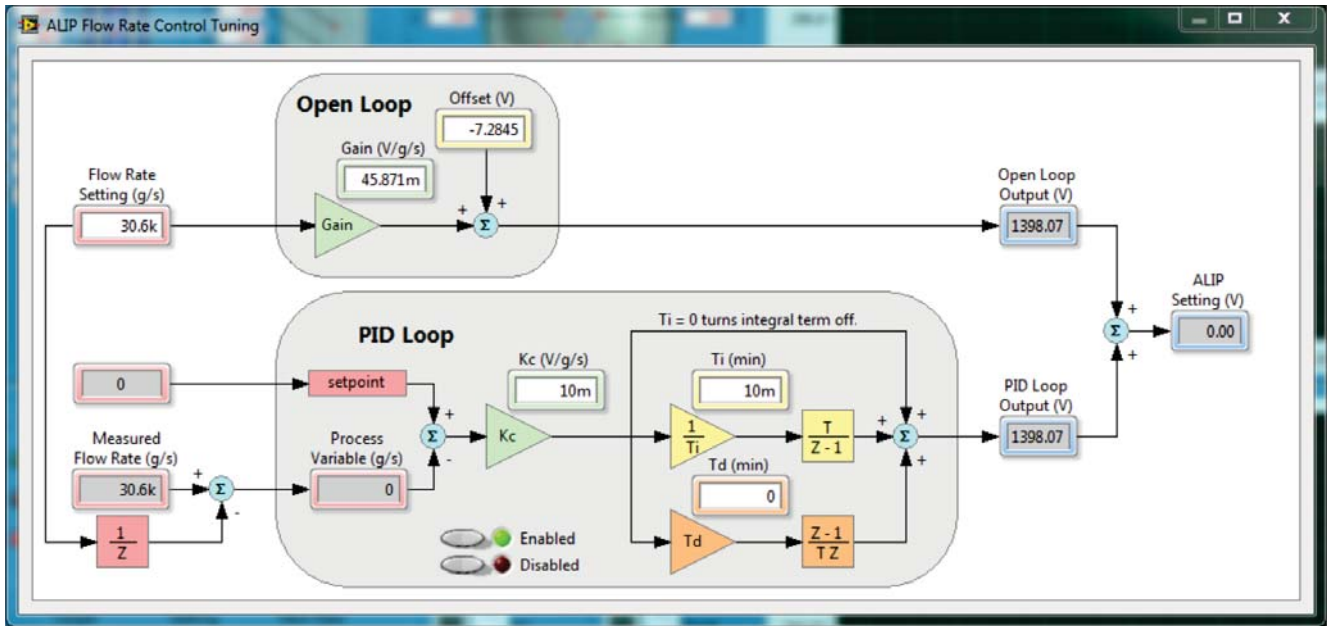 ALIP Flow Rate Control Tuning
Open Loop
Offset (V)
-7.2845
Gain (V/g/s)
45.871m
Flow Rate
Setting (g/s)
30.6k
Gain
+
+
Σ
Open Loop
Output (V)
1398.07
ALIP
Setting (V)
0.00
+
+
Σ
PID Loop
Ti = 0 turns integral term off.
0
setpoint
Kc (V/g/s)
10m
Ti (min)
10m
PID Loop
Output (V)
1398.07
Measured
Flow Rate (g/s)
30.6k
+
-
Σ
Process
Variable (g/s)
0
+
-
Σ
Kc
1
Ti
T
Z - 1
+
+
+
Σ
Td (min)
0
1
Z
Enabled
Disabled
Td
Z - 1
T Z